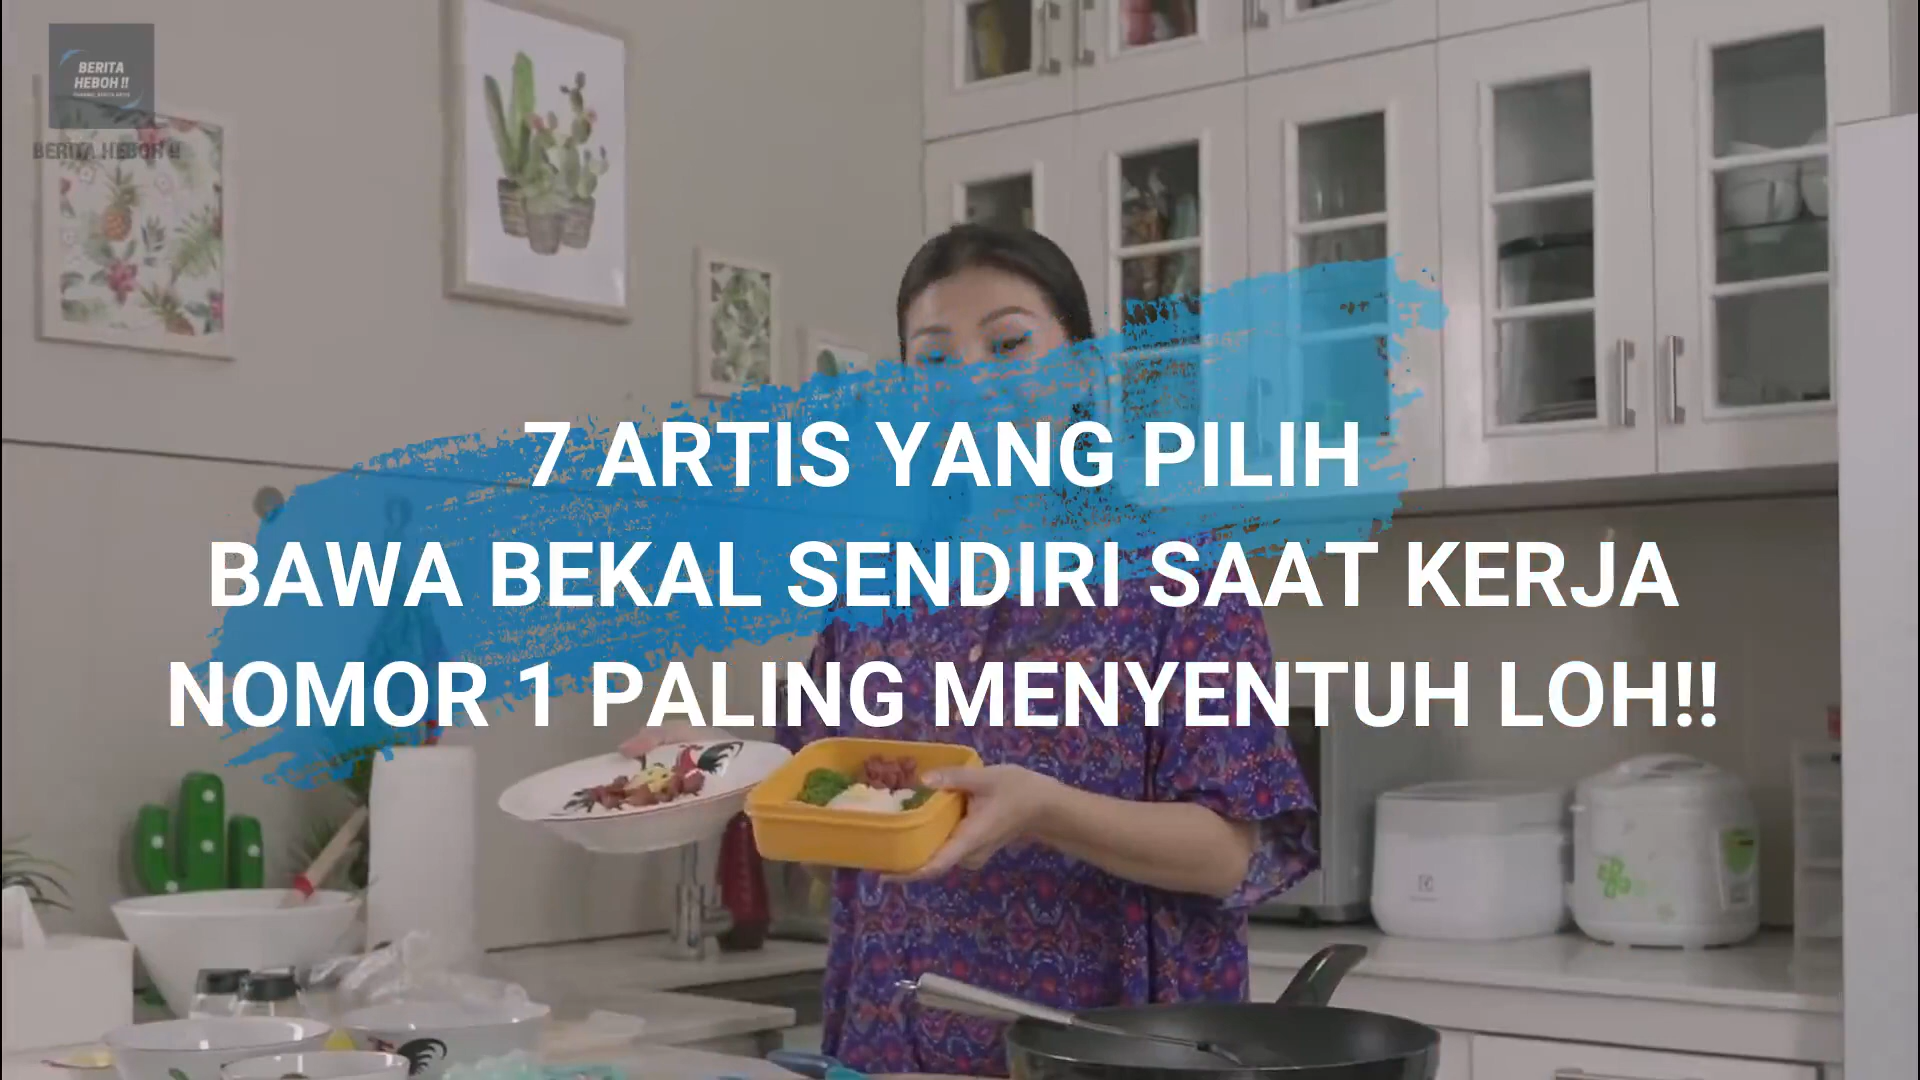 BERITA
HEBOH !!
BERITA HEBOH !!
7 ARTIS YANG PILIH
BAWA BEKAL SENDIRI SAAT KERJA
NOMOR 1 PALING MENYENTUH LOH!!